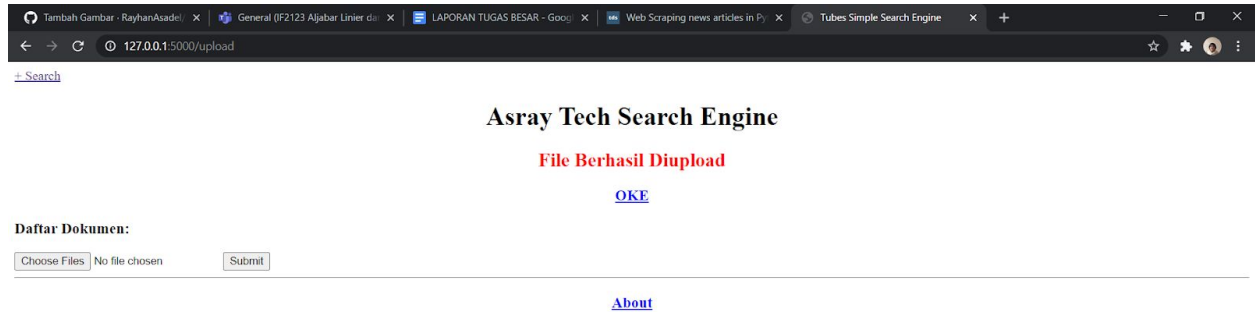 Tambah Gambar · RayhanAsadel/
General (IF2123 Aljabar Linier da
LAPORAN TUGAS BESAR - Goog
Web Scraping news articles in Py
Tubes Simple Search Engine
127.0.0.1:5000/upload
+ Search
Asray Tech Search Engine
File Berhasil Diupload
OKE
Daftar Dokumen:
Choose Files No file chosen Submit
About